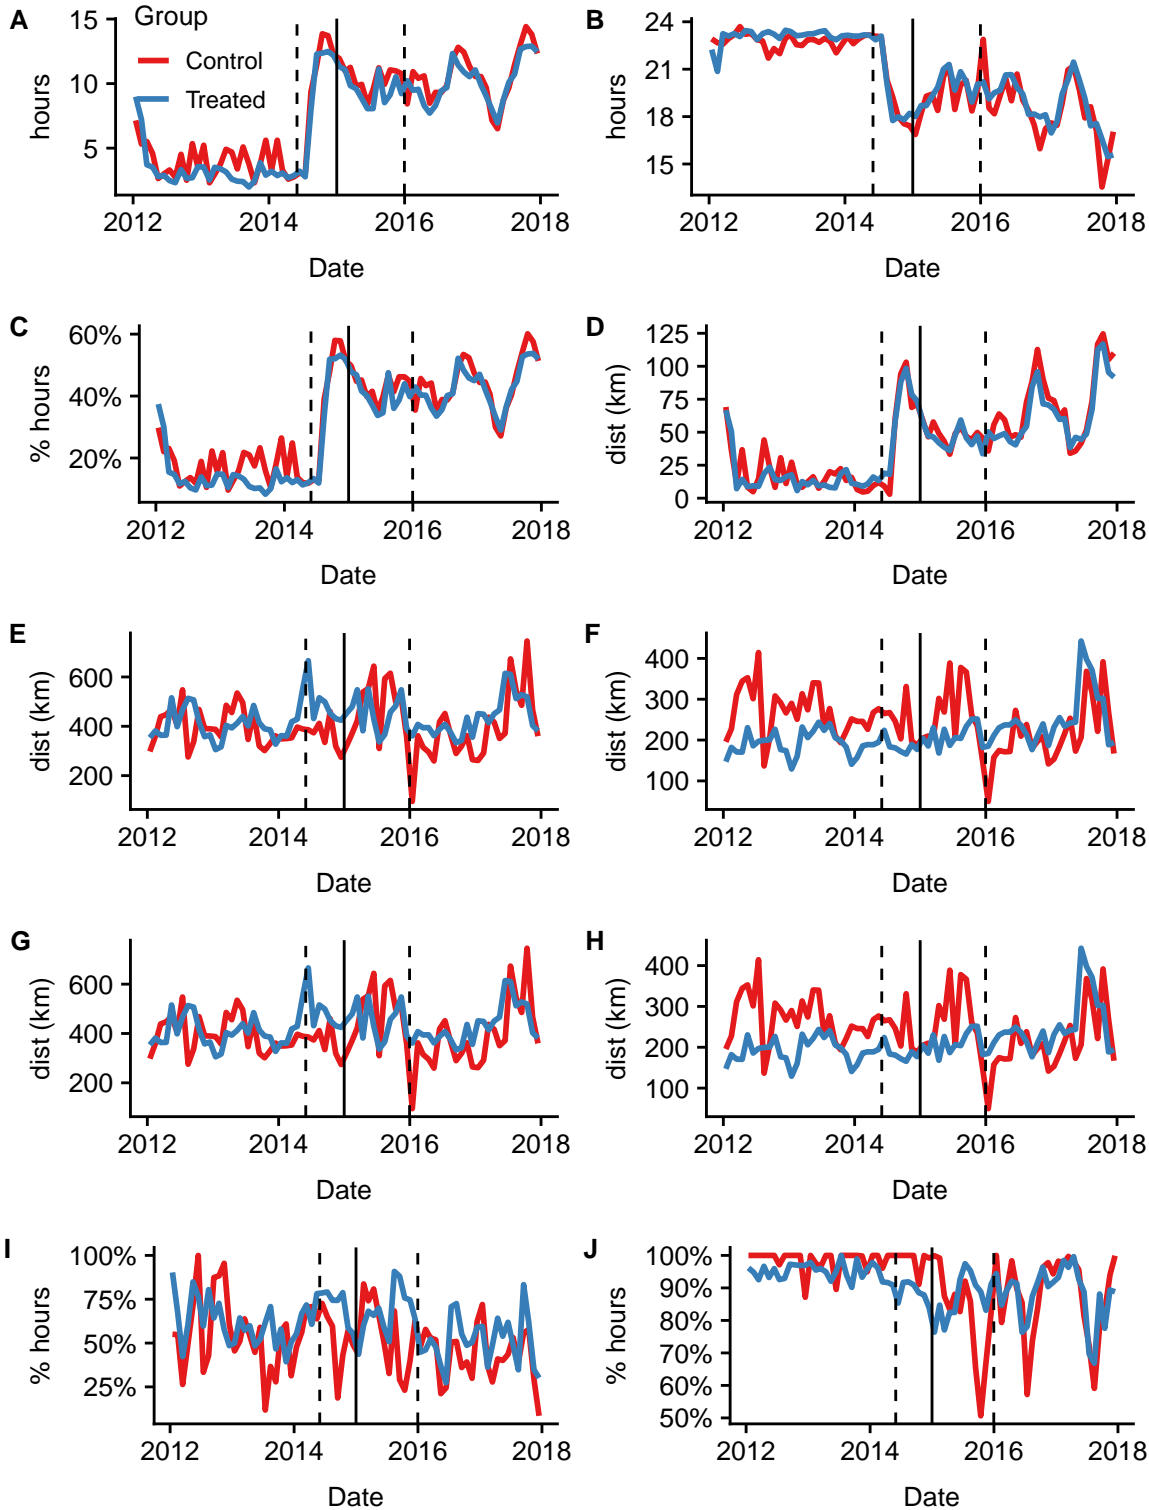 A
Group
Control
Treated
15
10
5
hours
2012 2014 2016 2018
Date
B
24
21
18
15
hours
2012 2014 2016 2018
Date
C
60%
40%
20%
% hours
2012 2014 2016 2018
Date
D
125
100
75
50
25
0
dist (km)
2012 2014 2016 2018
Date
E
600
400
200
dist (km)
2012 2014 2016 2018
Date
F
400
300
200
100
dist (km)
2012 2014 2016 2018
Date
G
600
400
200
dist (km)
2012 2014 2016 2018
Date
H
400
300
200
100
dist (km)
2012 2014 2016 2018
Date
I
100%
75%
50%
25%
% hours
2012 2014 2016 2018
Date
J
100%
90%
80%
70%
60%
50%
% hours
2012 2014 2016 2018
Date